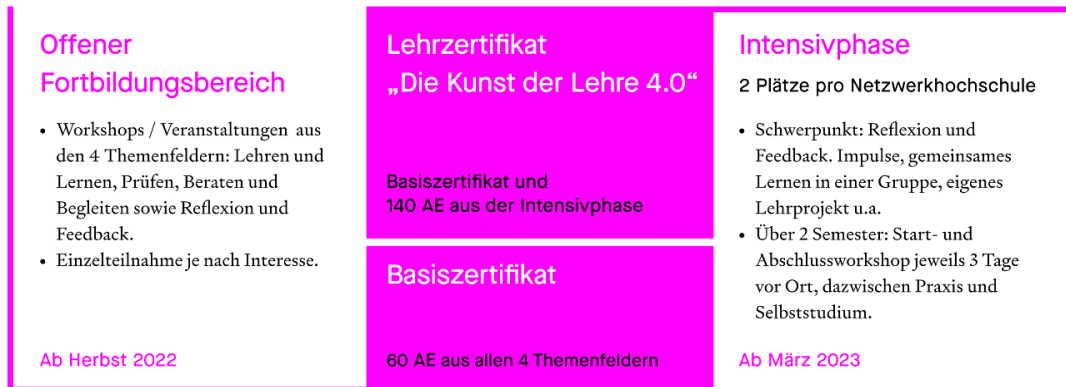 Offener
Fortbildungsbereich
• Workshops / Veranstaltungen aus
den 4 Themenfeldern: Lehren und
Lernen, Prüfen, Beraten und
Begleiten sowie Reflexion und
Feedback.
• Einzelteilnahme je nach Interesse.
Ab Herbst 2022
Lehrzertifikat
„Die Kunst der Lehre 4.0“
Basiszertifikat und
140 AE aus der Intensivphase
Basiszertifikat
60 AE aus allen 4 Themenfeldern
Intensivphase
2 Plätze pro Netzwerkhochschule
• Schwerpunkt: Reflexion und
Feedback. Impulse, gemeinsames
Lernen in einer Gruppe, eigenes
Lehrprojekt u.a.
• Über 2 Semester: Start- und
Abschlussworkshop jeweils 3 Tage
vor Ort, dazwischen Praxis und
Selbststudium.
Ab März 2023